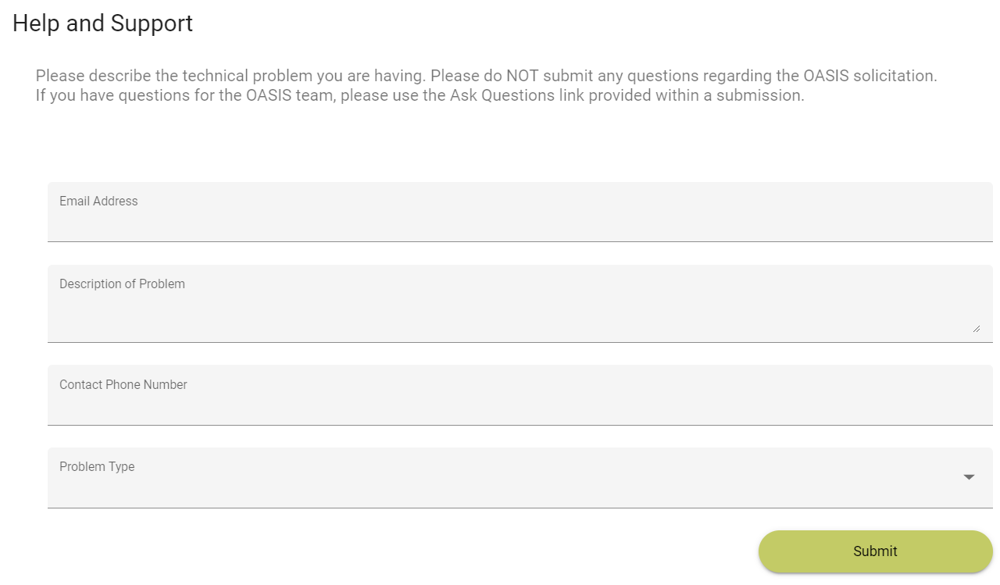 Help and Support
Please describe the technical problem you are having. Please do NOT submit any questions regarding the OASIS solicitation.
If you have questions for the OASIS team, please use the Ask Questions link provided within a submission.
Email Address
Description of Problem
Contact Phone Number
Problem Type
Submit